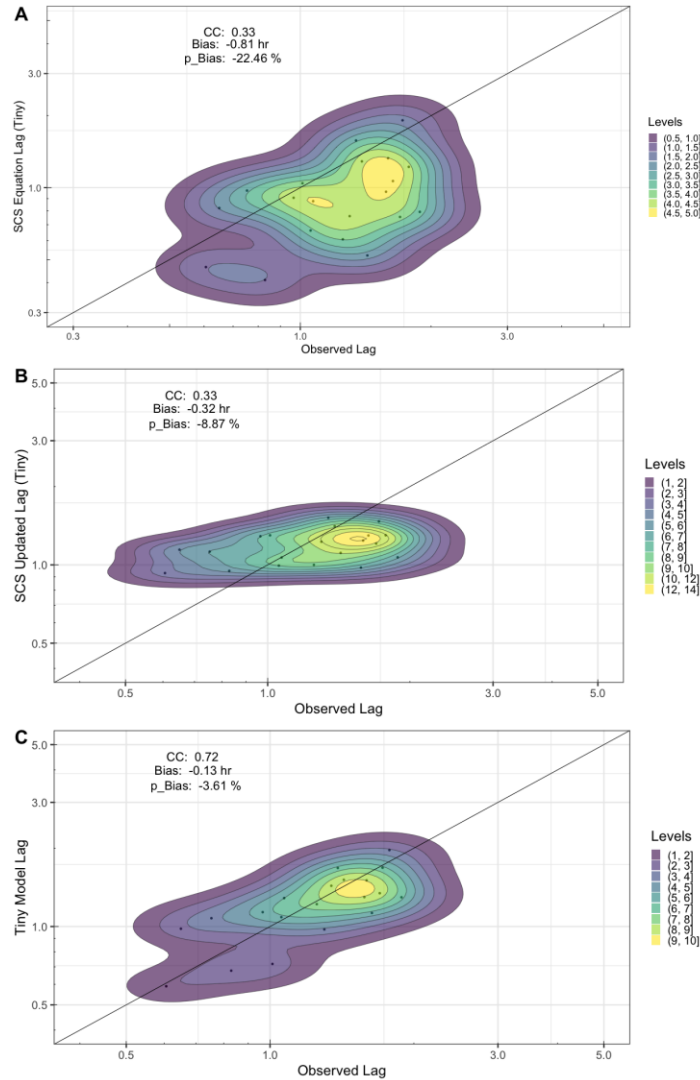 A
CC: 0.33
Bias: -0.81 hr
p_Bias: -22.46 %
SCS Equation Lag (Tiny)
3.0
1.0
0.3
0.3
1.0
3.0
Observed Lag
Levels
(0.5, 1.0]
(1.0, 1.5]
(1.5, 2.0]
(2.0, 2.5]
(2.5, 3.0]
(3.0, 3.5]
(3.5, 4.0]
(4.0, 4.5]
(4.5, 5.0]
B
CC: 0.33
Bias: -0.32 hr
p_Bias: -8.87 %
SCS Updated Lag (Tiny)
5.0
3.0
1.0
0.5
0.5
1.0
3.0
5.0
Observed Lag
Levels
(1, 2]
(2, 3]
(3, 4]
(4, 5]
(5, 6]
(6, 7]
(7, 8]
(8, 9]
(9, 10]
(10, 12]
(12, 14]
C
CC: 0.72
Bias: -0.13 hr
p_Bias: -3.61 %
Tiny Model Lag
5.0
3.0
1.0
0.5
0.5
1.0
3.0
5.0
Observed Lag
Levels
(1, 2]
(2, 3]
(3, 4]
(4, 5]
(5, 6]
(6, 7]
(7, 8]
(8, 9]
(9, 10]